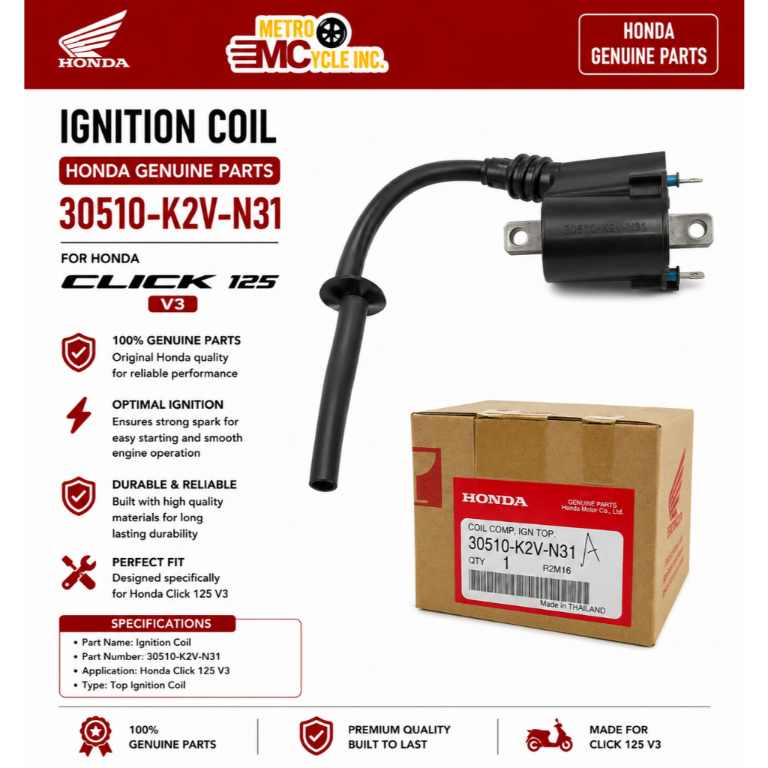 HONDA
METRO
MCYCLE INC.
HONDA
GENUINE PARTS
IGNITION COIL
HONDA GENUINE PARTS
30510-K2V-N31
FOR HONDA
CLICK 125
V3
100% GENUINE PARTS
Original Honda quality
for reliable performance
OPTIMAL IGNITION
Ensures strong spark for
easy starting and smooth
engine operation
DURABLE & RELIABLE
Built with high quality
materials for long
lasting durability
PERFECT FIT
Designed specifically
for Honda Click 125 V3
SPECIFICATIONS
• Part Name: Ignition Coil
• Part Number: 30510-K2V-N31
• Application: Honda Click 125 V3
• Type: Top Ignition Coil
30510-K2V-N31
HONDA
GENUINE PARTS
Honda Motor Co., Ltd.
COIL COMP, IGN TOP.
30510-K2V-N31 A
QTY 1 R2M16
Made in THAILAND
HONDA
100%
GENUINE PARTS
PREMIUM QUALITY
BUILT TO LAST
MADE FOR
CLICK 125 V3